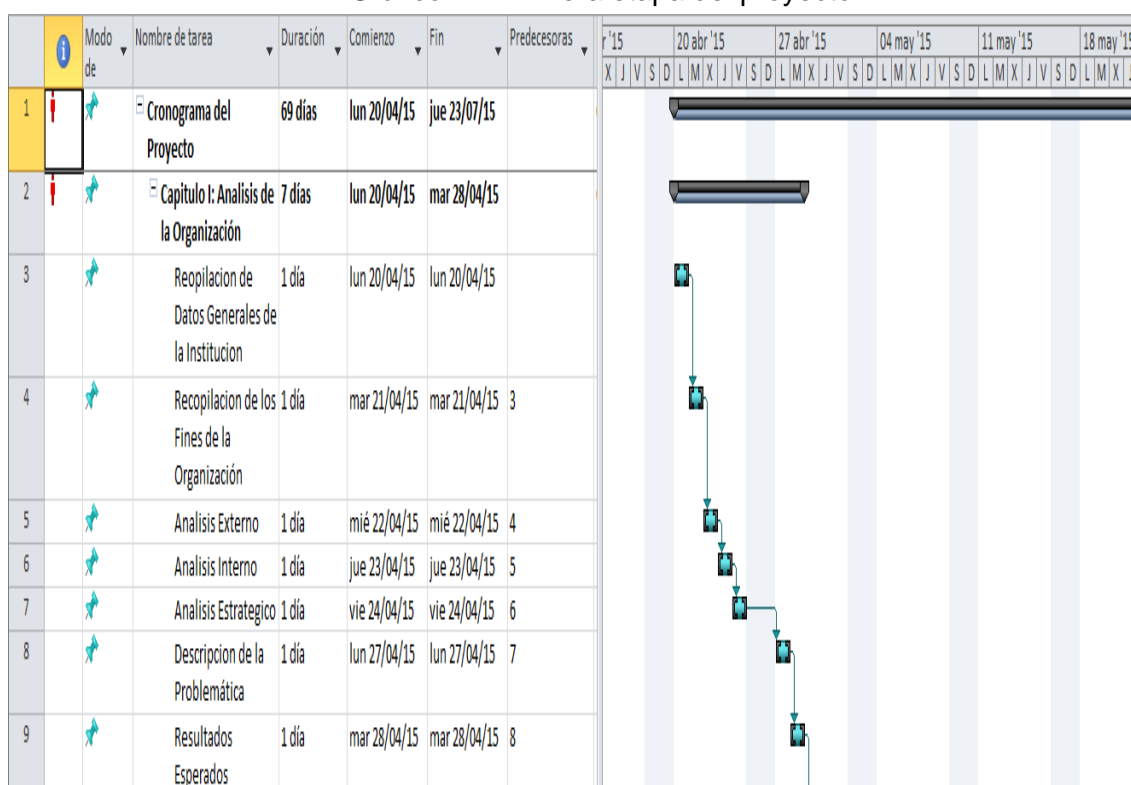 Modo de Nombre de tarea Duración Comienzo Fin Predecesoras
'15 20 abr '15 27 abr '15 04 may '15 11 may '15 18 may '15
X J V S D L M X J V S D L M X J V S D L M X J V S D L M X J V S D L M X J
1 Cronograma del Proyecto 69 días lun 20/04/15 jue 23/07/15
2 Capitulo I: Analisis de la Organización 7 días lun 20/04/15 mar 28/04/15
3 Reopilacion de Datos Generales de la Institucion 1 día lun 20/04/15 lun 20/04/15
4 Recopilacion de los Fines de la Organización 1 día mar 21/04/15 mar 21/04/15 3
5 Analisis Externo 1 día mié 22/04/15 mié 22/04/15 4
6 Analisis Interno 1 día jue 23/04/15 jue 23/04/15 5
7 Analisis Estrategico 1 día vie 24/04/15 vie 24/04/15 6
8 Descripcion de la Problemática 1 día lun 27/04/15 lun 27/04/15 7
9 Resultados Esperados 1 día mar 28/04/15 mar 28/04/15 8